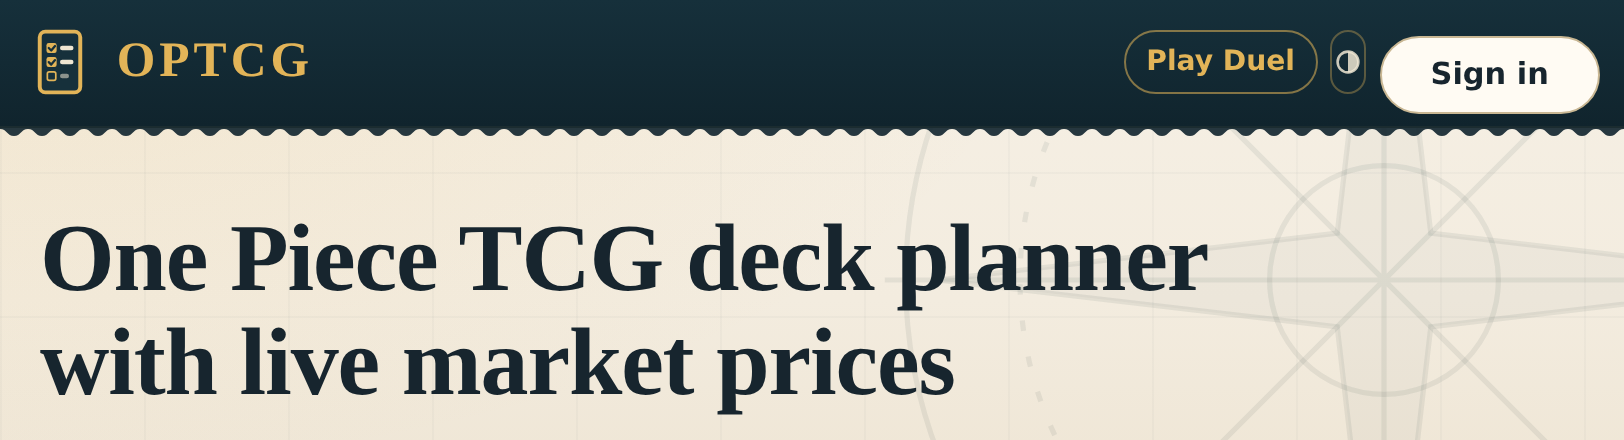 OPTCG
Play Duel
Sign in
One Piece TCG deck planner
with live market prices